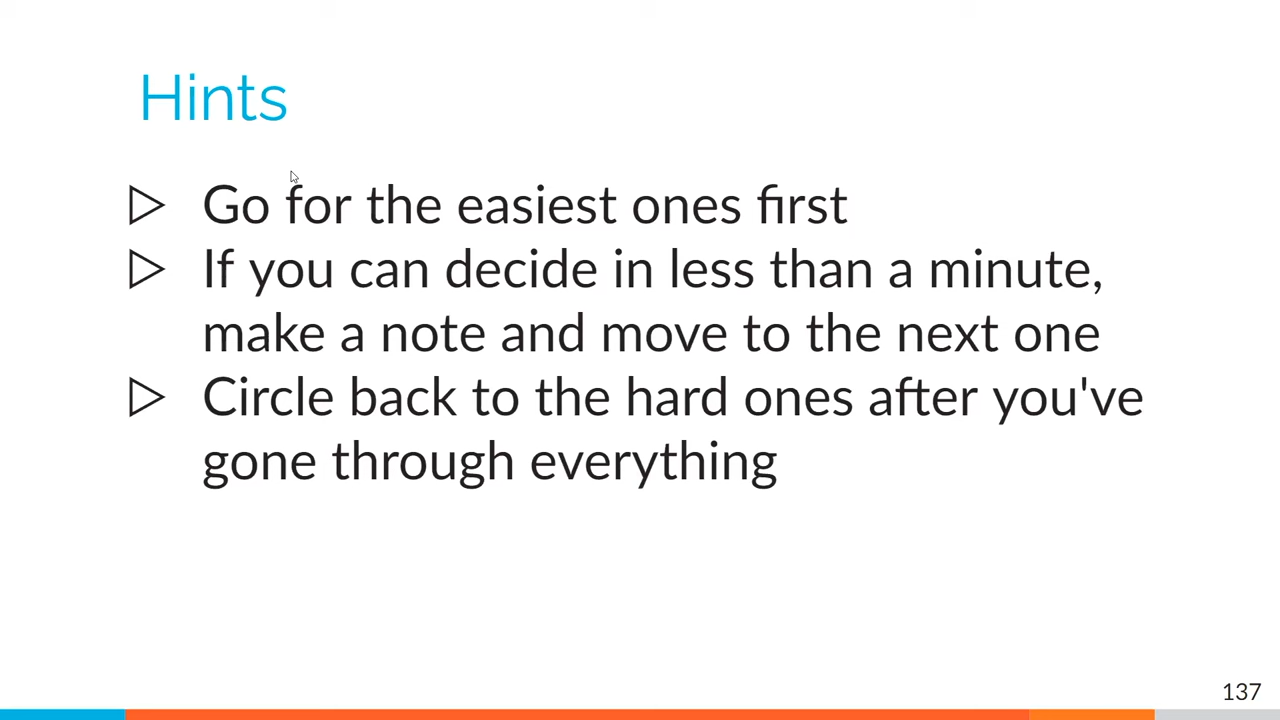 Hints
▷ Go for the easiest ones first
▷ If you can decide in less than a minute,
make a note and move to the next one
▷ Circle back to the hard ones after you've
gone through everything
137